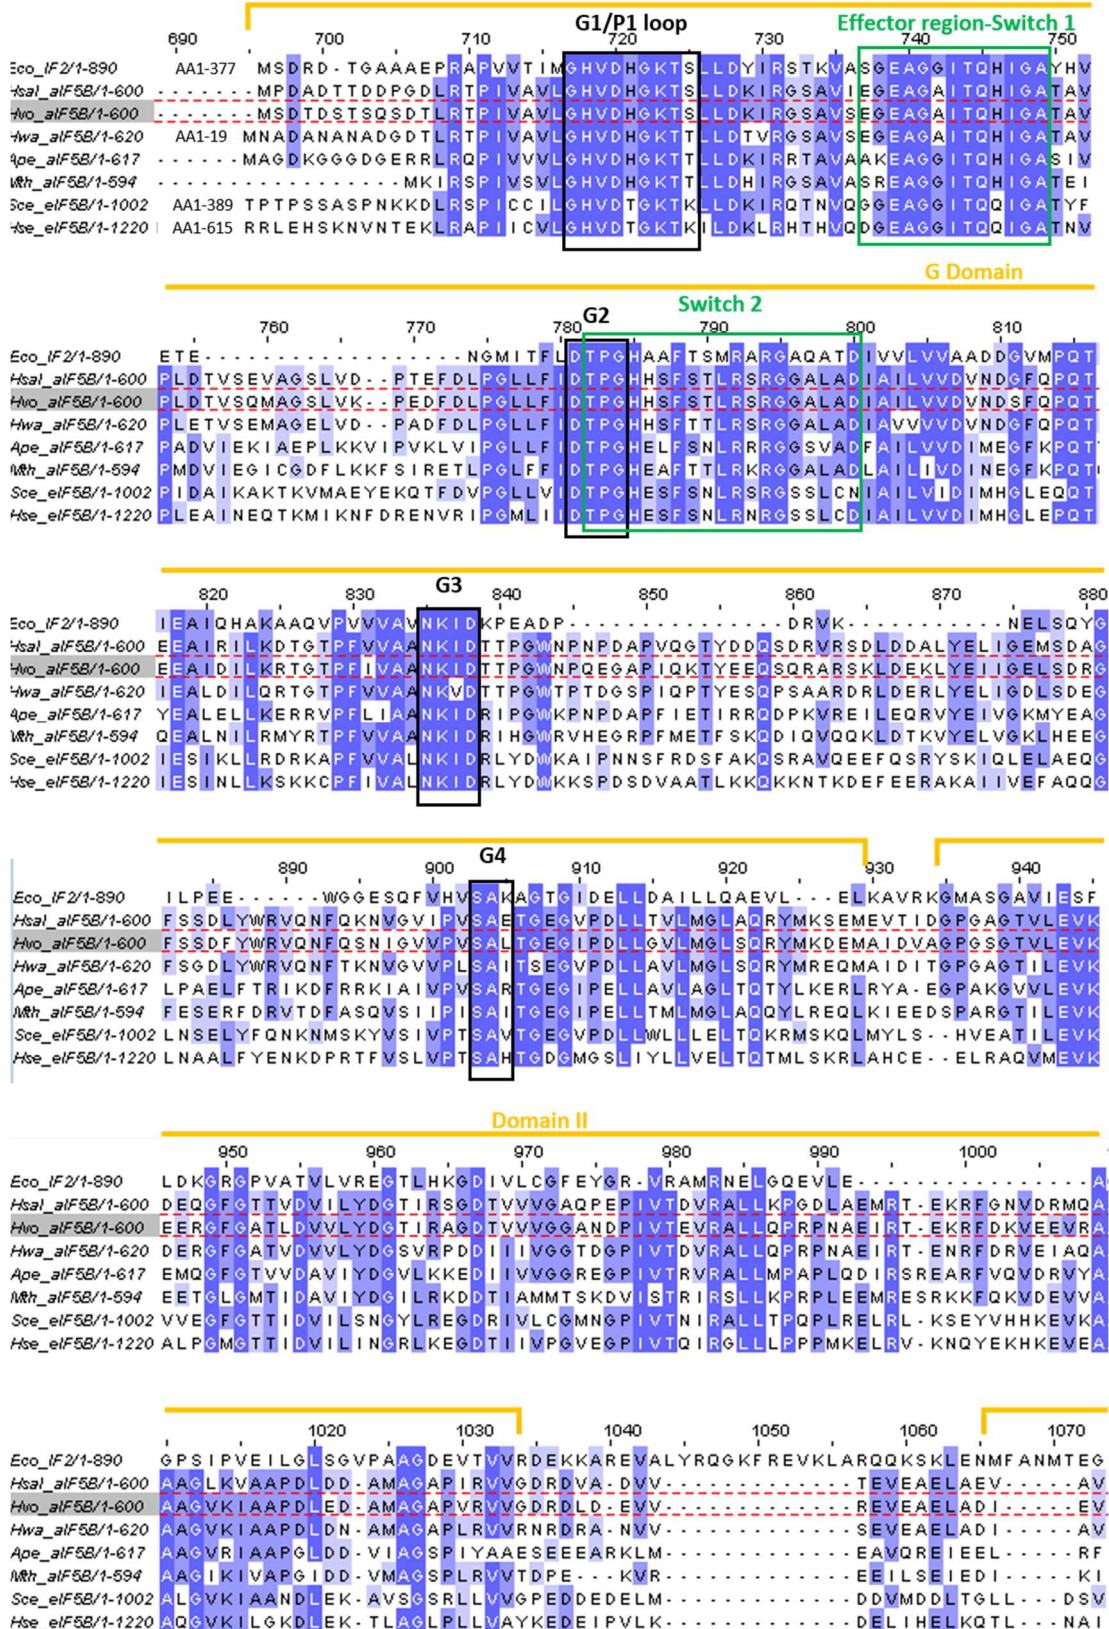 G1/P1 loop Effector region-Switch 1
690 700 710 720 730 740 750
Eco_IF2/1-890 AA1-377 MSDRD-TGAAAEPRAPVVTIMGHVDHGKTSLLDYIRSTKVASGEAGGITQHIGAYHV
Hsal_aIF5B/1-600 -------MPDADTTDDPGDLRTPIVAVLGHVDHGKTSLLDKIRGSAVIEGEAGAITQHIGATAV
Hvo_aIF5B/1-600 -------MSDTDSTSQSDTLRTPIVAVLGHVDHGKTSLLDKIRGSAVSEGEAGAITQHIGATAV
Hwa_aIF5B/1-620 AA1-19 MNADANANADGDTLRTPIVAVLGHVDHGKTTLLDTVRGSAVSEGEAGAITQHIGATAV
Ape_aIF5B/1-617 ------MAGDKGGGDGERRLRQPIVVVLGHVDHGKTTLLDKIRRTAVAAKEAGGITQHIGASIV
Mth_aIF5B/1-594 -----------------MKIRSPIVSVLGHVDHGKTTLLDHIRGSAVASREAGGITQHIGATEI
Sce_eIF5B/1-1002 AA1-389 TPTPSSASPNKKDLRSPICCILGHVDTGKTKLLDKIRQTNVQGGEAGGITQQIGATYF
Hse_eIF5B/1-1220 AA1-615 RRLEHSKNVNTEKLRAPIICVLGHVDTGKTKILDKLRHTHVQDGEAGGITQQIGATNV
G Domain
G2 Switch 2
760 770 780 790 800 810
Eco_IF2/1-890 ETE------------------NGMITFLDTPGHAAFTSMRARGAQATDIVVLVVAADDGVMPQT
Hsal_aIF5B/1-600 PLDTVSEVAGSLVD--PTEFDLPGLLFIDTPGHHSFSTLRSRGGALADIAILVVDVNDGFQPQT
Hvo_aIF5B/1-600 PLDTVSQMAGSLVK--PEDFDLPGLLFIDTPGHHSFSTLRSRGGALADIAILVVDVNDSFQPQT
Hwa_aIF5B/1-620 PLETVSEMAGELVD--PADFDLPGLLFIDTPGHHSFTTLRSRGGALADIAVVVVDVNDGFQPQT
Ape_aIF5B/1-617 PADVIEKIAEPLKKVIPVKLVIPGLLFIDTPGHELFSNLRRRGGSVADFAILVVDIMEGFKPQT
Mth_aIF5B/1-594 PMDVIEGICGDFLKKFSIRETLPGLFFIDTPGHEAFTTLRKRGGALADLAILIVDINEGFKPQT
Sce_eIF5B/1-1002 PIDAIKAKTKVMAEYEKQTFDVPGLLVIDTPGHESFSNLRSRGSSLCNIAILVIDIMHGLEQQT
Hse_eIF5B/1-1220 PLEAINEQTKMIKNFDRENVRIPGMLIIDTPGHESFSNLRNRGSSLCDIAILVVDIMHGLEPQT
G3
820 830 840 850 860 870 880
Eco_IF2/1-890 IEAIQHAKAAQVPVVVAVNKIDKPEADP---------------DRVK-----------NELSQYG
Hsal_aIF5B/1-600 EEAIRILKDTGTPFVVAANKIDTTPGWNPNPDAPVQGTYDDQSDRVRSDLDDALYELIGEMSDAG
Hvo_aIF5B/1-600 EEAIDILKRTGTPFIVAANKIDTTPGWNPQEGAPIQKTYEEQSQRARSKLDEKLYEIIGELSDRG
Hwa_aIF5B/1-620 IEALDILQRTGTPFVVAANKVDTTPGWTPTDGSPIQPTYESQPSAARDRLDERLYELIGDLSDEG
Ape_aIF5B/1-617 YEALELLKERRVPFLIAANKIDRIPGWKPNPDAPFIETIRRQDPKVREILEQRVYEIVGKMYEAG
Mth_aIF5B/1-594 QEALNILRMYRTPFVVAANKIDRIHGWRVHEGRPFMETFSKQDIQVQQKLDTKVYELVGKLHEEG
Sce_eIF5B/1-1002 IESIKLLRDRKAPFVVALNKIDRLYDWKAIPNNSFRDSFAKQSRAVQEEFQSRYSKIQLELAEQG
Hse_eIF5B/1-1220 IESINLLKSKKCPFIVALNKIDRLYDWKKSPDSDVAATLKKQKKNTKDEFEERAKAIIVEFAQQG
G4
890 900 910 920 930 940
Eco_IF2/1-890 ILPEE------WGGESQFVHVSAKAGTGIDELLDAILLQAEVL---ELKAVRKGMASGAVIESF
Hsal_aIF5B/1-600 FSSDLYWRVQNFQKNVGVIPVSAETGEGVPDLLTVLMGLAQRYMKSEMEVTIDGPGAGTVLEVK
Hvo_aIF5B/1-600 FSSDFYWRVQNFQSNIGVVPVSALTGEGIPDLLGVLMGLSQRYMKDEMAIDVAGPGSGTVLEVK
Hwa_aIF5B/1-620 FSGDLYWRVQNFTKNVGVVPLSAITSEGVPDLLAVLMGLSQRYMREQMAIDITGPGAGTILEVK
Ape_aIF5B/1-617 LPAELFTRIKDFRRKIAIVPVSARTGEGIPELLAVLAGLTQTYLKERLRYA-EGPAKGVVLEVK
Mth_aIF5B/1-594 FESERFDRVTDFASQVSIIPISAITGEGIPELLTMLMGLAQQYLREQLKIEEDSPARGTILEVK
Sce_eIF5B/1-1002 LNSELYFQNKNMSKYVSIVPTSAVTGEGVPDLLWLLLELTQKRMSKQLMYLS--HVEATILEVK
Hse_eIF5B/1-1220 LNAALFYENKDPRTFVSLVPTSAHTGDGMGSLIYLLVELTQTMLSKRLAHCE--ELRAQVMEVK
Domain II
950 960 970 980 990 1000
Eco_IF2/1-890 LDKGRGPVATVLVREGTLHKGDIVLCGFEYGR-VRAMRNELGQEVLE----------------A
Hsal_aIF5B/1-600 DEQGFGTTVDVILYDGTIRSGDTVVVGAQPEPIVTDVRALLKPGDLAEMRT-EKRFGNVDRMQA
Hvo_aIF5B/1-600 EERGFGATLDVVLYDGTIRAGDTVVVGGANDPIVTEVRALLQPRPNAEIRT-EKRFDKVEEVRA
Hwa_aIF5B/1-620 DERGFGATVDVVLYDGSVRPDDIIIVGGTDGPIVTDVRALLQPRPNAEIRT-ENRFDRVEIAQA
Ape_aIF5B/1-617 EMQGFGTVVDAVIYDGVLKKEDIIVVGGREGPIVTRVRALLMPAPLQDIRSREARFVQVDRVYA
Mth_aIF5B/1-594 EETGLGMTIDAVIYDGILRKDDTIAMMTSKDVISTRIRSLLKPRPLEEMRESRKKFQKVDEVVA
Sce_eIF5B/1-1002 VVEGFGTTIDVILSNGYLREGDRIVLCGMNGPIVTNIRALLTPQPLRELRL-KSEYVHHKEVKA
Hse_eIF5B/1-1220 ALPGMGTTIDVILINGRLKEGDTIIVPGVEGPIVTQIRGLLLPPPMKELRV-KNQYEKHKEVEA
1020 1030 1040 1050 1060 1070
Eco_IF2/1-890 GPSIPVEILGLSGVPAAGDEVTVVRDEKKAREVALYRQGKFREVKLARQQKSKLENMFANMTEG
Hsal_aIF5B/1-600 AAGLKVAAPDLDD-AMAGAPIRVVGDRDVA-DVV--------------TEVEAELAEV----AV
Hvo_aIF5B/1-600 AAGVKIAAPDLED-AMAGAPVRVVGDRDLD-EVV--------------REVEAELADI----EV
Hwa_aIF5B/1-620 AAGVKIAAPDLDN-AMAGAPLRVVRNRDRA-NVV--------------SEVEAELADI----AV
Ape_aIF5B/1-617 AAGVRIAAPGLDD-VIAGSPIYAAESEEEARKLM--------------EAVQREIEEL----RF
Mth_aIF5B/1-594 AAGIKIVAPGIDD-VMAGSPLRVVTDPE---KVR--------------EEILSEIEDI----KI
Sce_eIF5B/1-1002 ALGVKIAANDLEK-AVSGSRLLVVGPEDDEDELM--------------DDVMDDLTGLL--DSV
Hse_eIF5B/1-1220 AQGVKILGKDLEK-TLAGLPLLVAYKEDEIPVLK--------------DELIHELKQTL--NAI